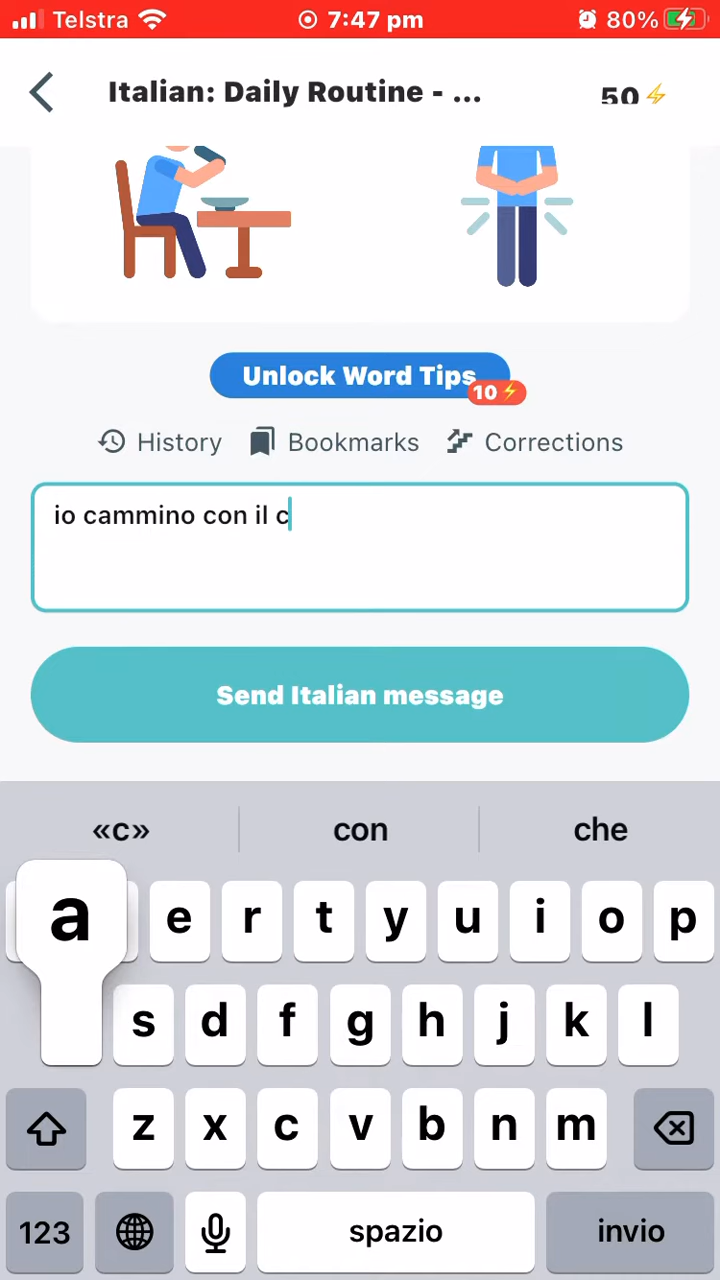 Telstra 7:47 pm 80%
Italian: Daily Routine - ... 50
Unlock Word Tips
10
History Bookmarks Corrections
io cammino con il c
Send Italian message
«c» con che
a e r t y u i o p
s d f g h j k l
z x c v b n m
123 spazio invio